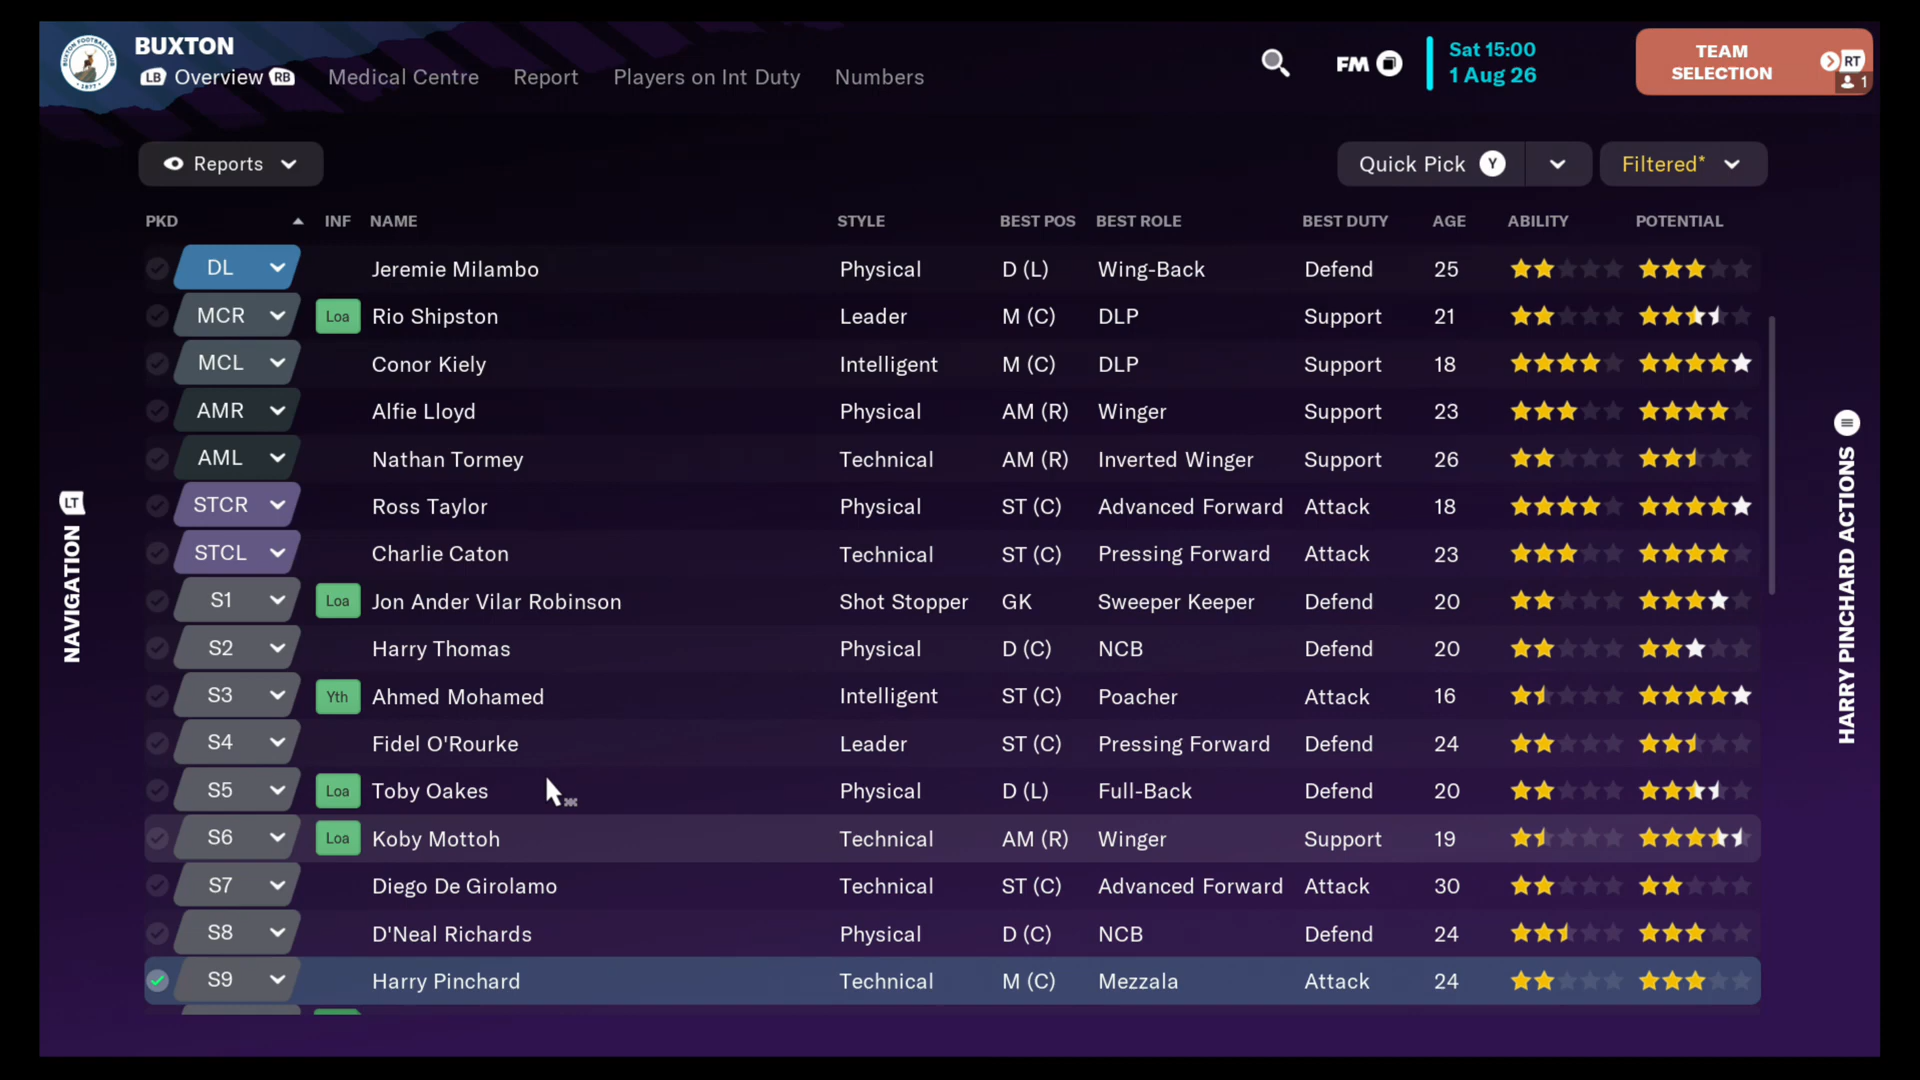 BUXTON
LB Overview RB Medical Centre Report Players on Int Duty Numbers
FM
Sat 15:00
1 Aug 26
TEAM
SELECTION
RT
1
Reports
Quick Pick Y
Filtered*
PKD INF NAME STYLE BEST POS BEST ROLE BEST DUTY AGE ABILITY POTENTIAL
DL Jeremie Milambo Physical D (L) Wing-Back Defend 25
MCR Loa Rio Shipston Leader M (C) DLP Support 21
MCL Conor Kiely Intelligent M (C) DLP Support 18
AMR Alfie Lloyd Physical AM (R) Winger Support 23
AML Nathan Tormey Technical AM (R) Inverted Winger Support 26
STCR Ross Taylor Physical ST (C) Advanced Forward Attack 18
STCL Charlie Caton Technical ST (C) Pressing Forward Attack 23
S1 Loa Jon Ander Vilar Robinson Shot Stopper GK Sweeper Keeper Defend 20
S2 Harry Thomas Physical D (C) NCB Defend 20
S3 Yth Ahmed Mohamed Intelligent ST (C) Poacher Attack 16
S4 Fidel O'Rourke Leader ST (C) Pressing Forward Defend 24
S5 Loa Toby Oakes Physical D (L) Full-Back Defend 20
S6 Loa Koby Mottoh Technical AM (R) Winger Support 19
S7 Diego De Girolamo Technical ST (C) Advanced Forward Attack 30
S8 D'Neal Richards Physical D (C) NCB Defend 24
S9 Harry Pinchard Technical M (C) Mezzala Attack 24
LT
NAVIGATION
HARRY PINCHARD ACTIONS